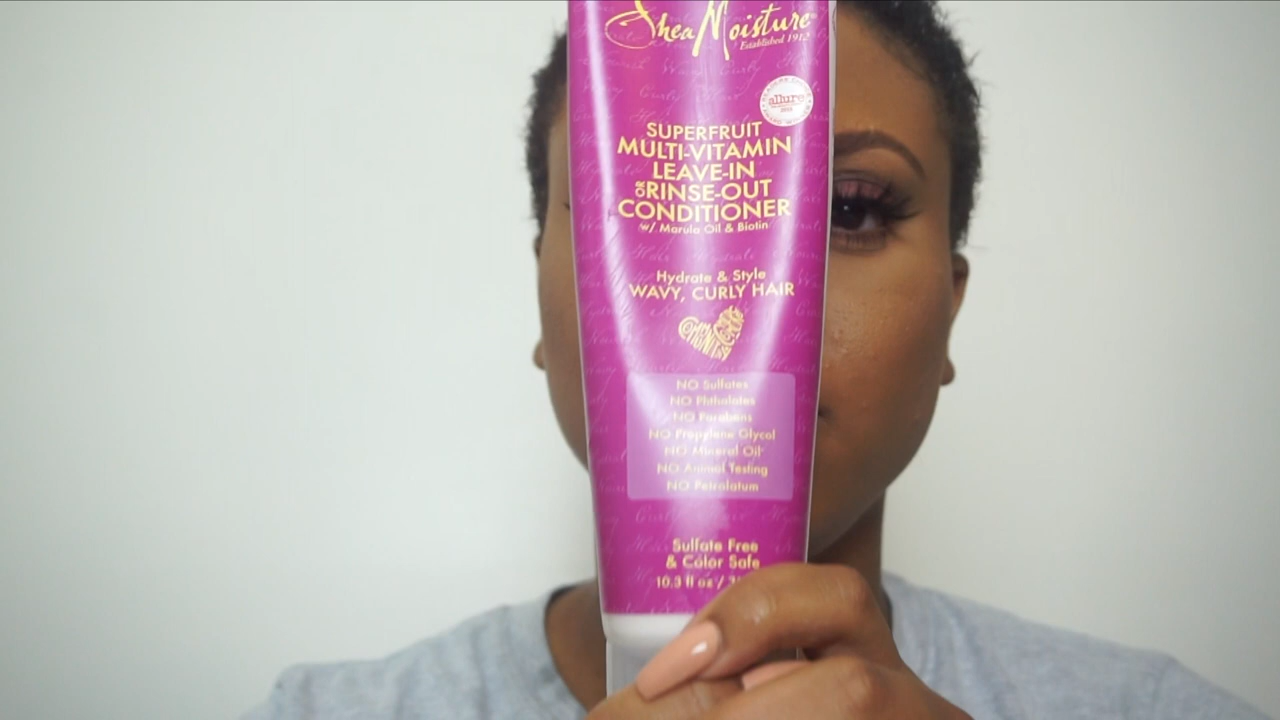 SheaMoisture
Established 1912
allure
SUPERFRUIT
MULTI-VITAMIN
LEAVE-IN
OR RINSE-OUT
CONDITIONER
w/ Marula Oil & Biotin
Hydrate & Style
WAVY, CURLY HAIR
COMMUNITY
NO Sulfates
NO Phthalates
NO Parabens
NO Propylene Glycol
NO Mineral Oil
NO Animal Testing
NO Petrolatum
Sulfate Free
& Color Safe
10.3 fl oz /